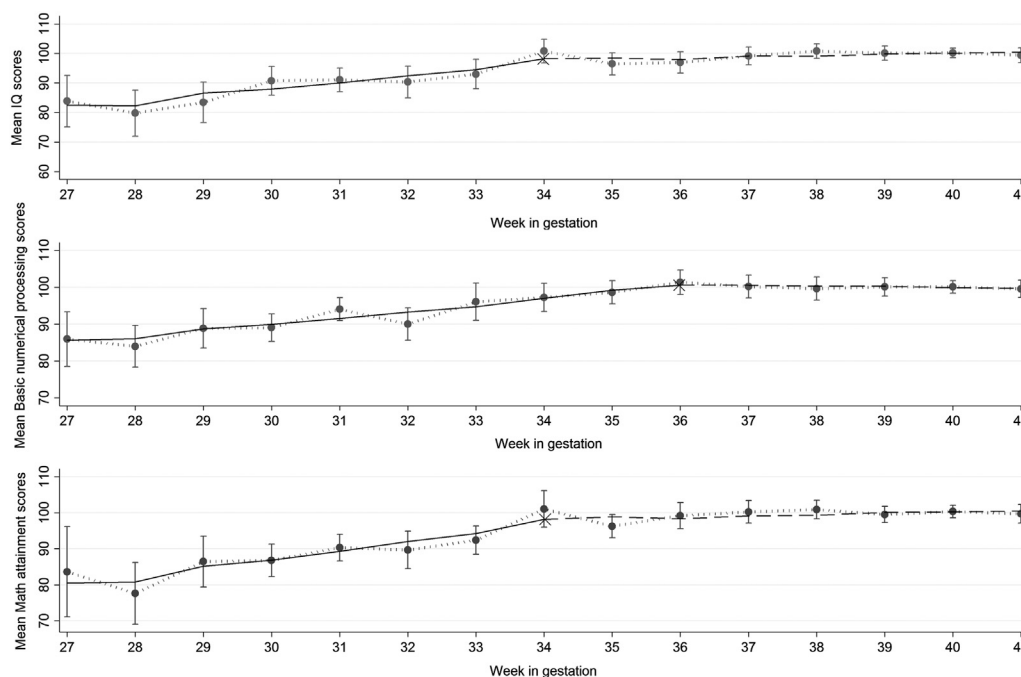 Mean IQ scores
110
100
90
80
70
60
27 28 29 30 31 32 33 34 35 36 37 38 39 40 4
Week in gestation
Mean Basic numerical processing scores
110
100
90
80
70
27 28 29 30 31 32 33 34 35 36 37 38 39 40 4
Week in gestation
Mean Math attainment scores
110
100
90
80
70
27 28 29 30 31 32 33 34 35 36 37 38 39 40 4
Week in gestation